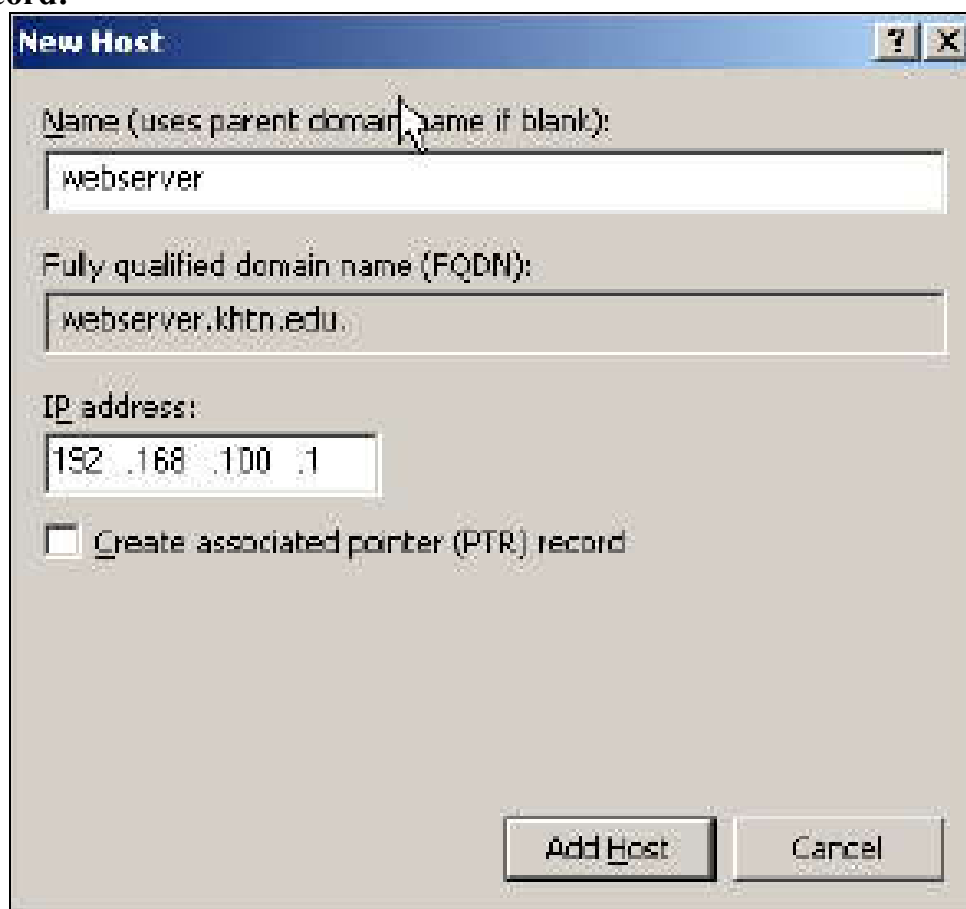 cord.
New Host
Name (uses parent domain name if blank):
webserver
Fully qualified domain name (FQDN):
webserver.khtn.edu.
IP address:
192 .168 .100 .1
Create associated pointer (PTR) record
Add Host
Cancel